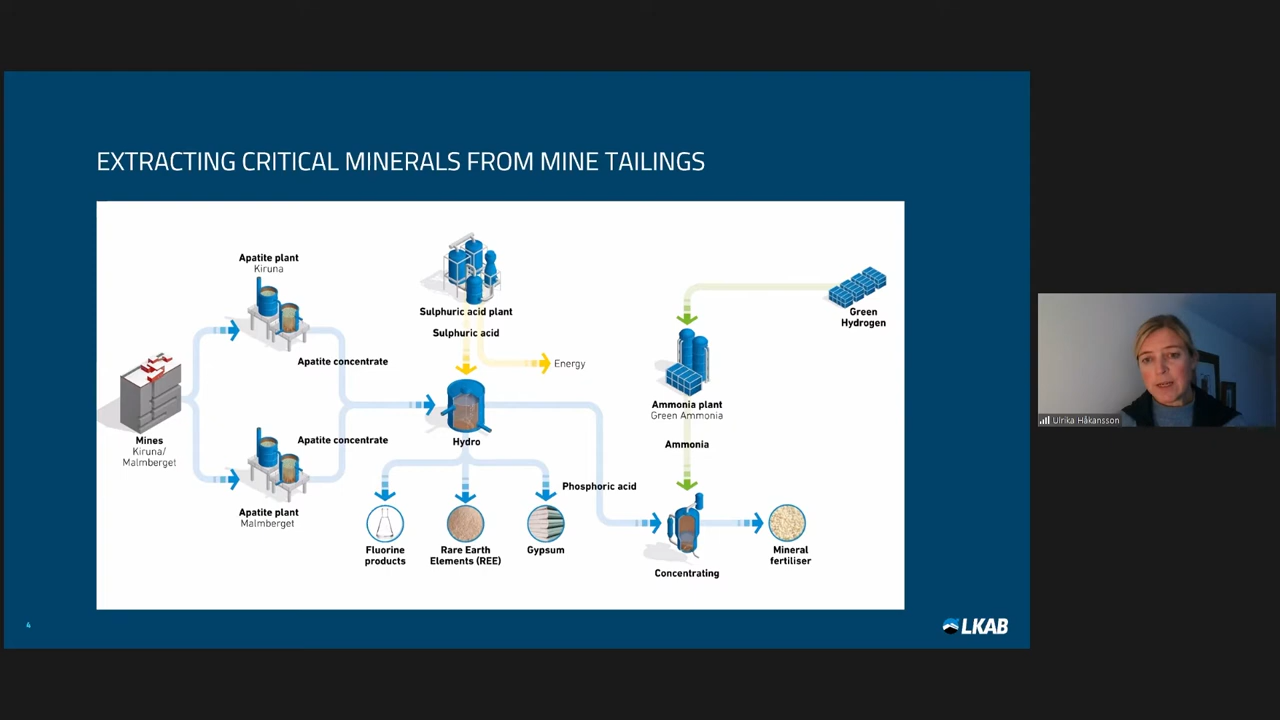 EXTRACTING CRITICAL MINERALS FROM MINE TAILINGS
Apatite plant
Kiruna
Sulphuric acid plant
Sulphuric acid
Green
Hydrogen
Apatite concentrate
Energy
Ammonia plant
Green Ammonia
Mines
Kiruna/
Malmberget
Apatite concentrate
Hydro
Ammonia
Apatite plant
Malmberget
Phosphoric acid
Fluorine
products
Rare Earth
Elements (REE)
Gypsum
Concentrating
Mineral
fertiliser
4
LKAB
Ulrika Håkansson